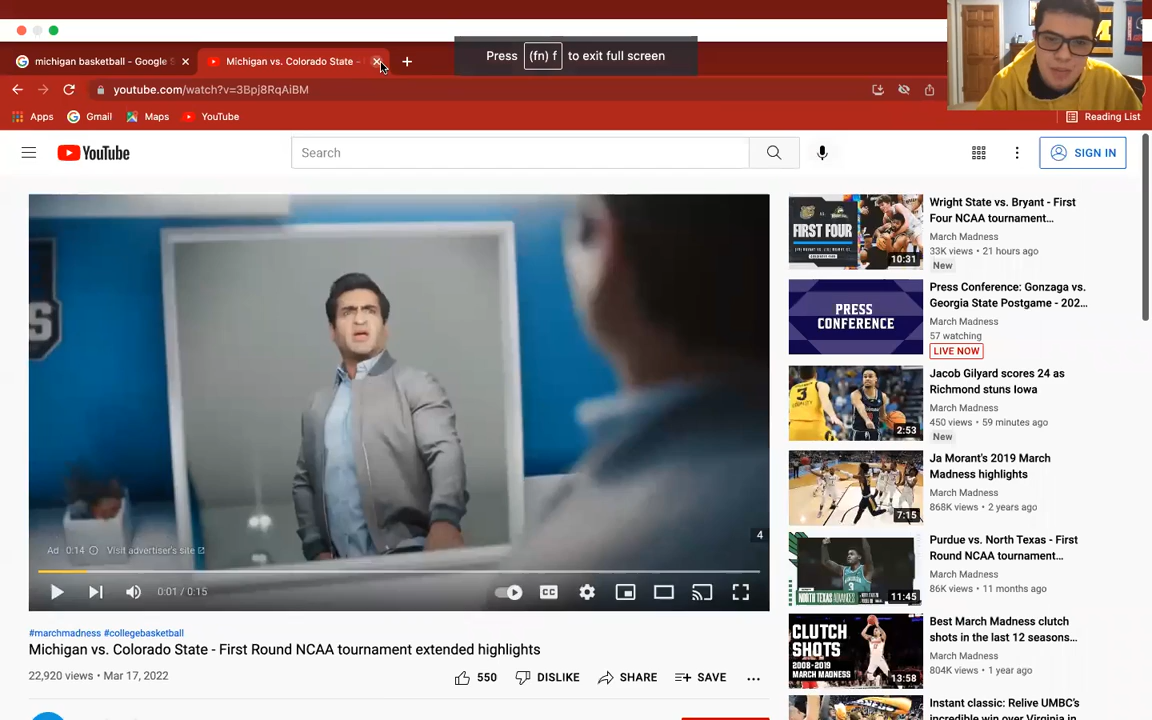 Press (fn) f to exit full screen
michigan basketball - Google S
Michigan vs. Colorado State -
youtube.com/watch?v=3Bpj8RqAiBM
Apps
Gmail
Maps
YouTube
Reading List
YouTube
Search
SIGN IN
4
Ad · 0:14
Visit advertiser's site
0:01 / 0:15
CC
#marchmadness #collegebasketball
Michigan vs. Colorado State - First Round NCAA tournament extended highlights
22,920 views • Mar 17, 2022
550
DISLIKE
SHARE
SAVE
FIRST FOUR
10:31
Wright State vs. Bryant - First
Four NCAA tournament…
March Madness
33K views • 21 hours ago
New
PRESS
CONFERENCE
Press Conference: Gonzaga vs.
Georgia State Postgame - 202…
March Madness
57 watching
LIVE NOW
2:53
Jacob Gilyard scores 24 as
Richmond stuns Iowa
March Madness
450 views • 59 minutes ago
New
7:15
Ja Morant's 2019 March
Madness highlights
March Madness
868K views • 2 years ago
NORTH TEXAS ADVANCES
11:45
Purdue vs. North Texas - First
Round NCAA tournament…
March Madness
86K views • 11 months ago
CLUTCH
SHOTS
2008-2019
MARCH MADNESS
13:58
Best March Madness clutch
shots in the last 12 seasons…
March Madness
804K views • 1 year ago
Instant classic: Relive UMBC's
incredible win over Virginia in